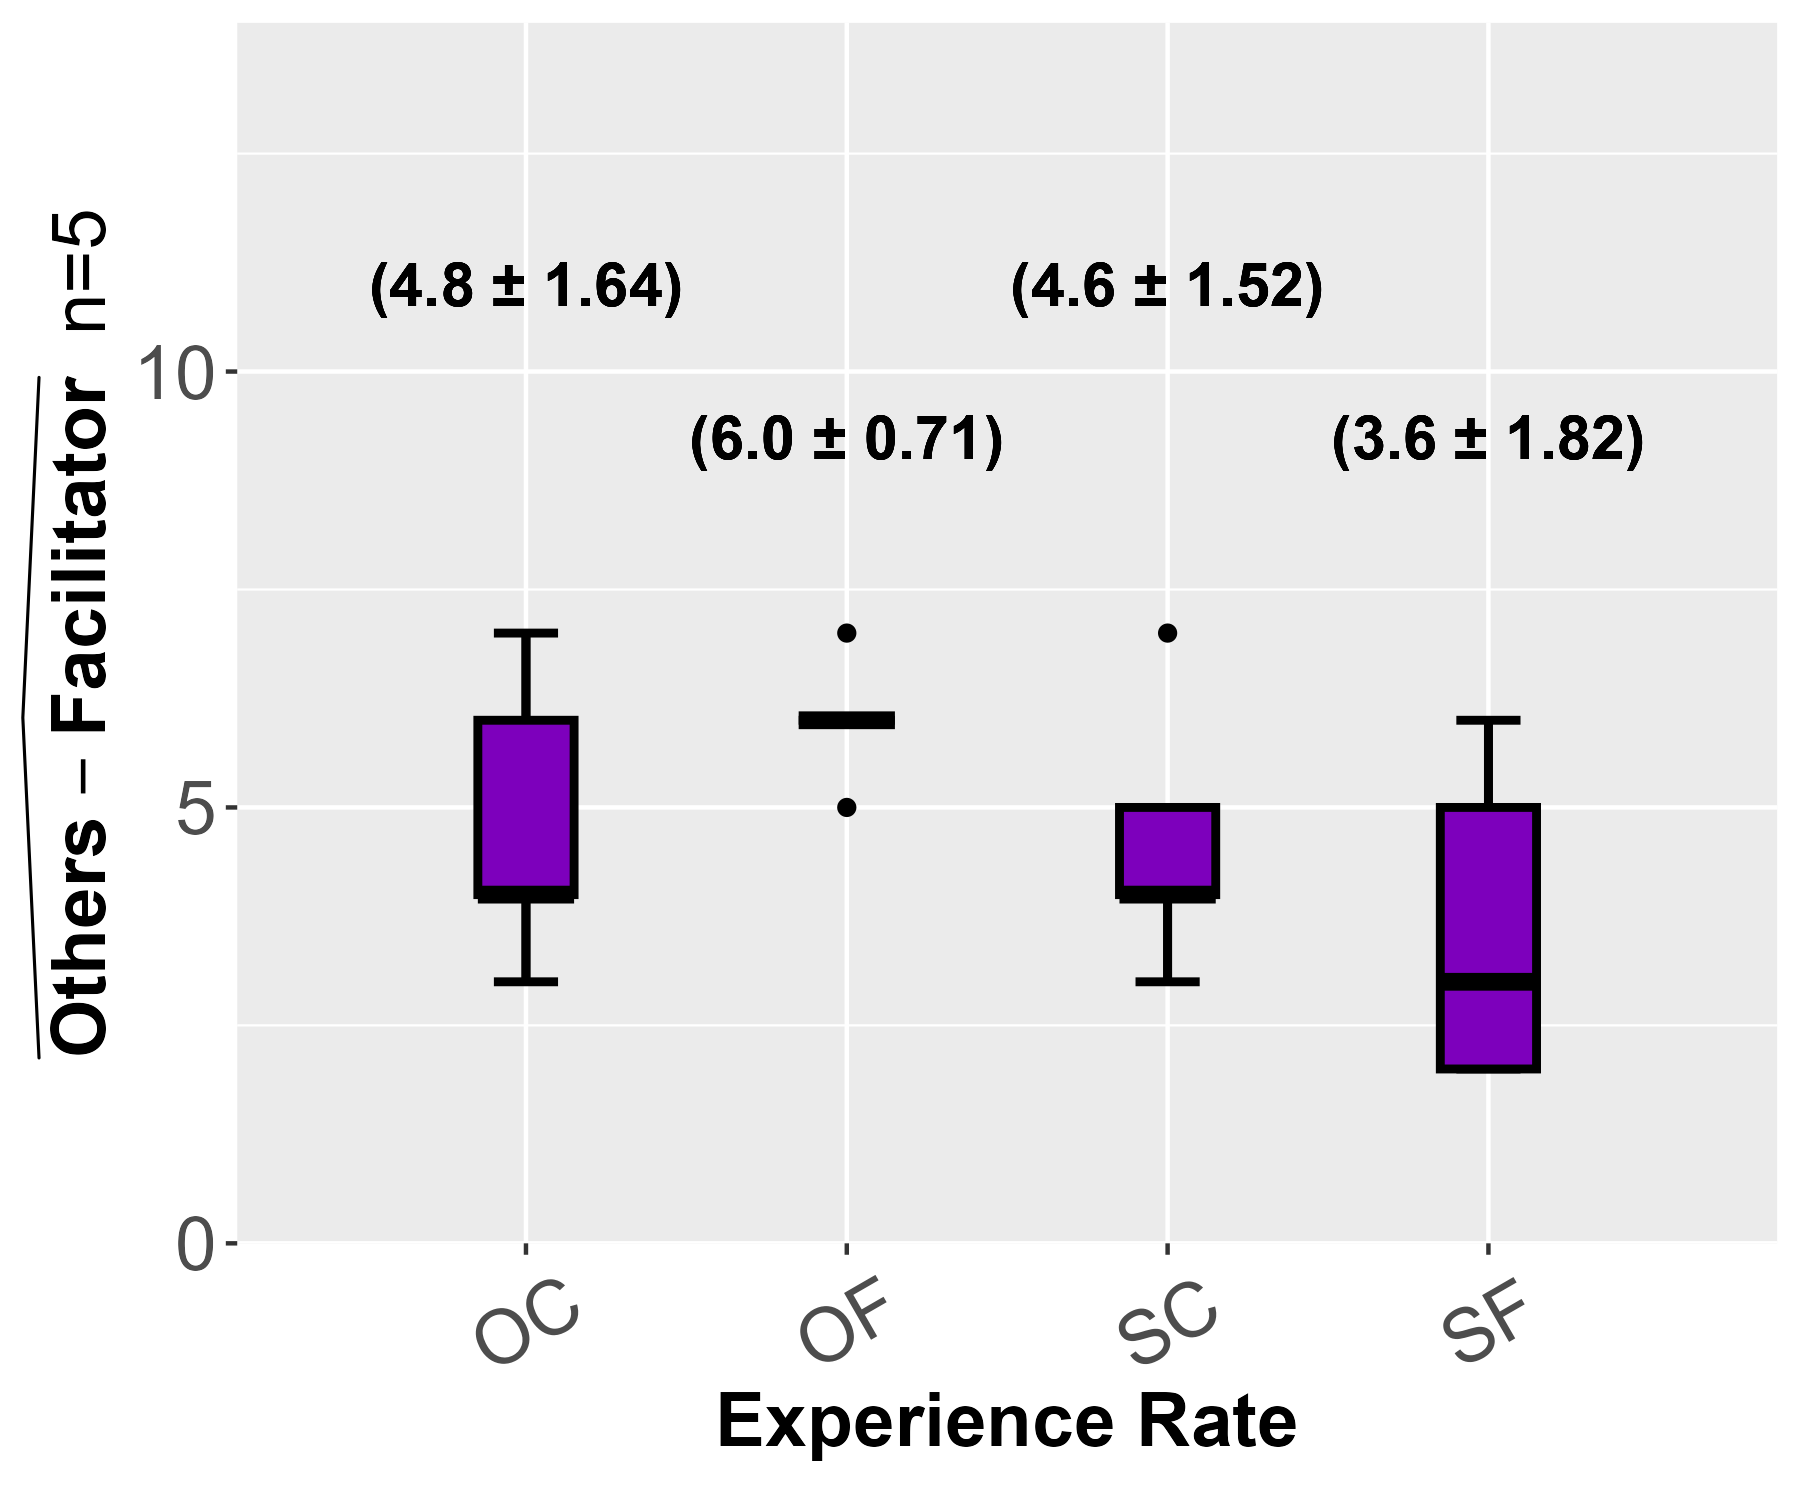 Others – Facilitator n=5
(4.8 ± 1.64)
(4.6 ± 1.52)
10
(6.0 ± 0.71)
(3.6 ± 1.82)
5
0
OC
OF
SC
SF
Experience Rate